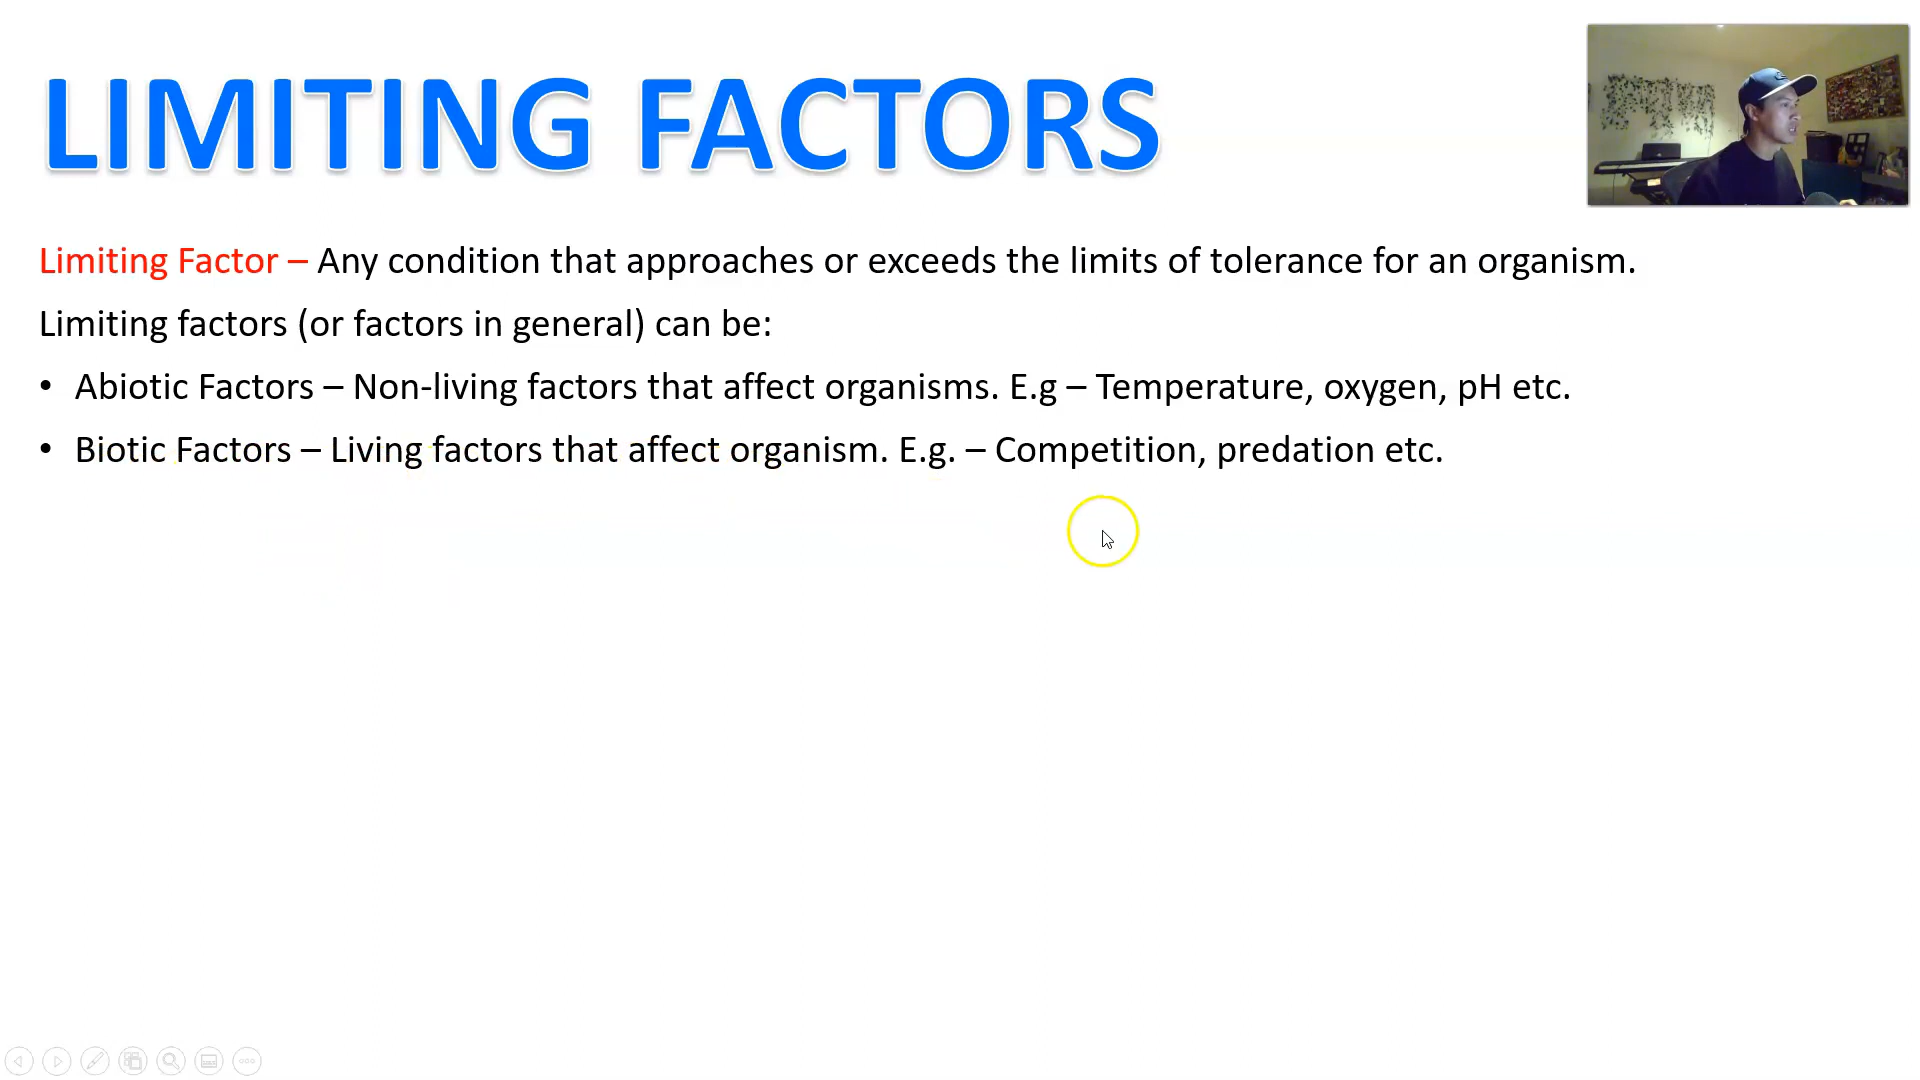 LIMITING FACTORS
Limiting Factor – Any condition that approaches or exceeds the limits of tolerance for an organism.
Limiting factors (or factors in general) can be:
• Abiotic Factors – Non-living factors that affect organisms. E.g – Temperature, oxygen, pH etc.
• Biotic Factors – Living factors that affect organism. E.g. – Competition, predation etc.